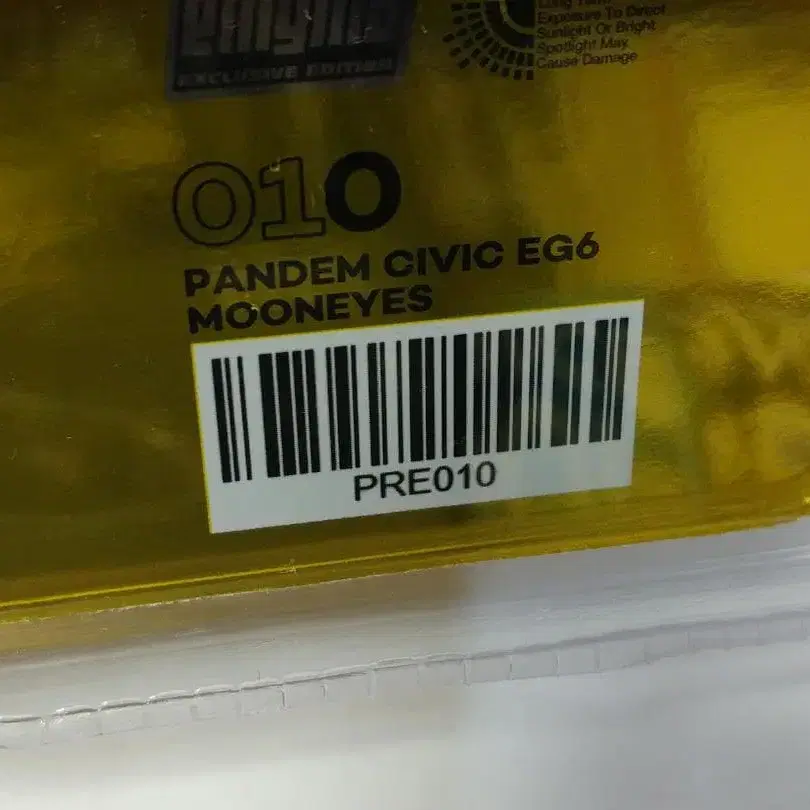 EXCLUSIVE EDITION
Exposure To Direct
Sunlight Or Bright
Spotlight May
Cause Damage
010
PANDEM CIVIC EG6
MOONEYES
PRE010